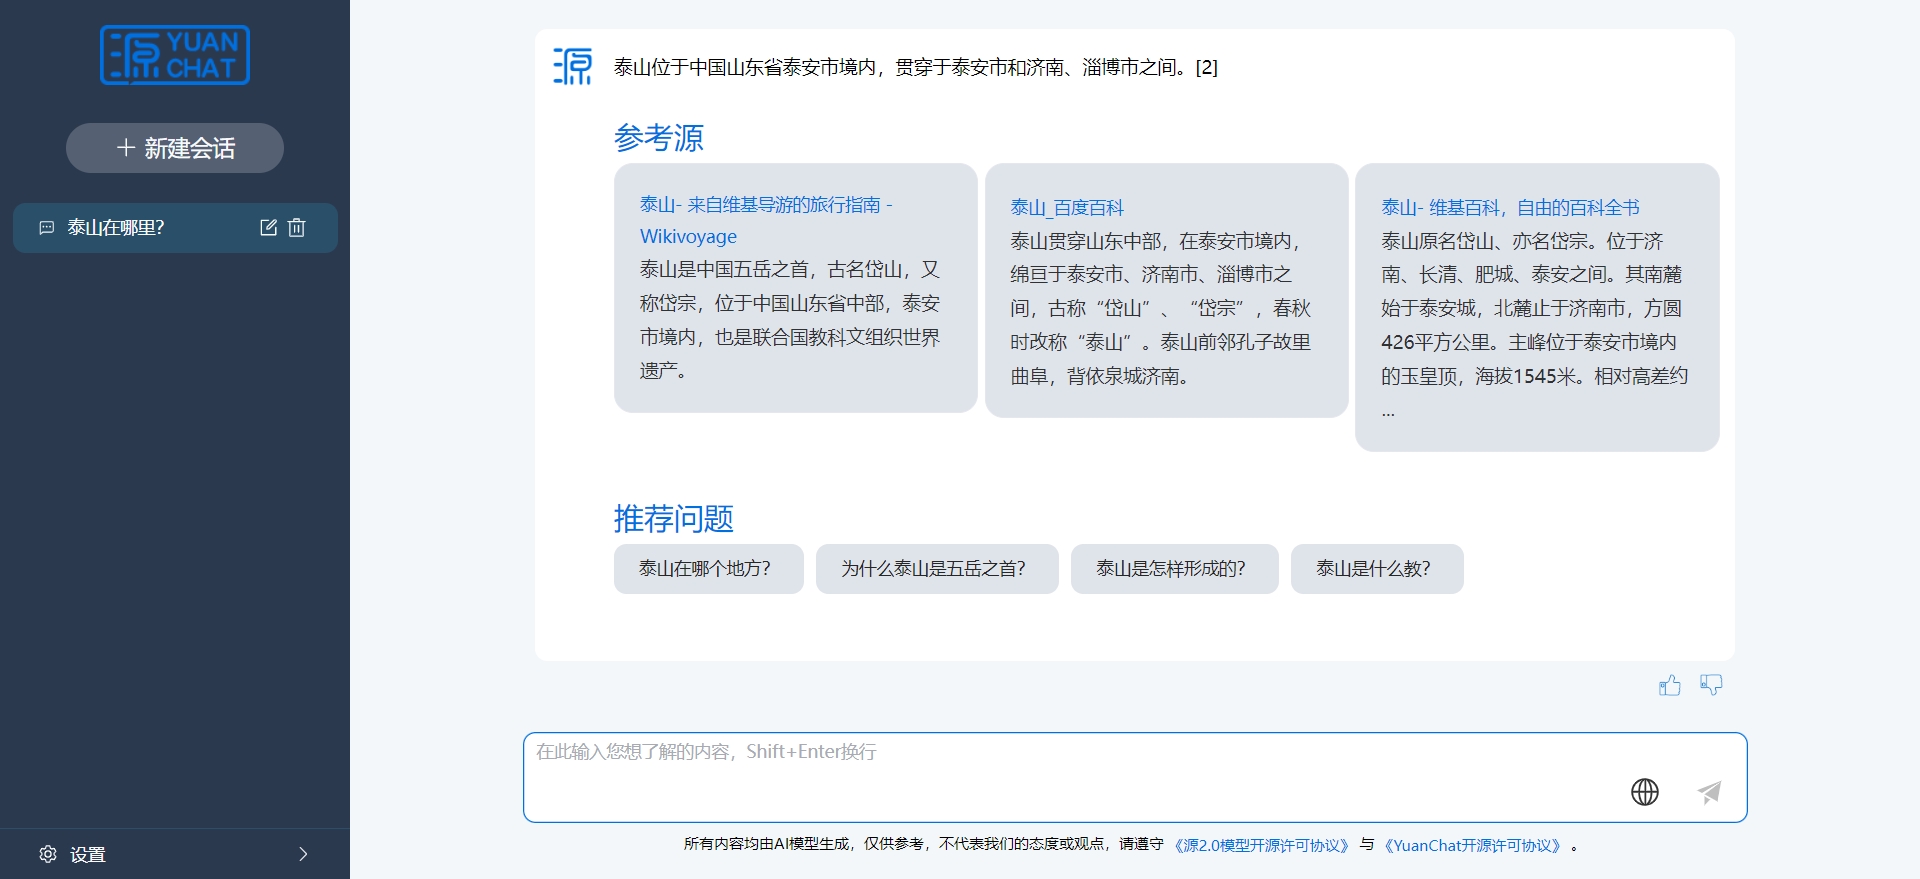 源 YUAN CHAT
新建会话
泰山在哪里?
设置
源
泰山位于中国山东省泰安市境内，贯穿于泰安市和济南、淄博市之间。[2]
参考源
泰山- 来自维基导游的旅行指南 -
Wikivoyage
泰山是中国五岳之首，古名岱山，又
称岱宗，位于中国山东省中部，泰安
市境内，也是联合国教科文组织世界
遗产。
泰山_百度百科
泰山贯穿山东中部，在泰安市境内，
绵亘于泰安市、济南市、淄博市之
间，古称“岱山”、“岱宗”，春秋
时改称“泰山”。泰山前邻孔子故里
曲阜，背依泉城济南。
泰山- 维基百科，自由的百科全书
泰山原名岱山、亦名岱宗。位于济
南、长清、肥城、泰安之间。其南麓
始于泰安城，北麓止于济南市，方圆
426平方公里。主峰位于泰安市境内
的玉皇顶，海拔1545米。相对高差约
...
推荐问题
泰山在哪个地方?
为什么泰山是五岳之首?
泰山是怎样形成的?
泰山是什么教?
在此输入您想了解的内容，Shift+Enter换行
所有内容均由AI模型生成，仅供参考，不代表我们的态度或观点，请遵守《源2.0模型开源许可协议》与《YuanChat开源许可协议》。